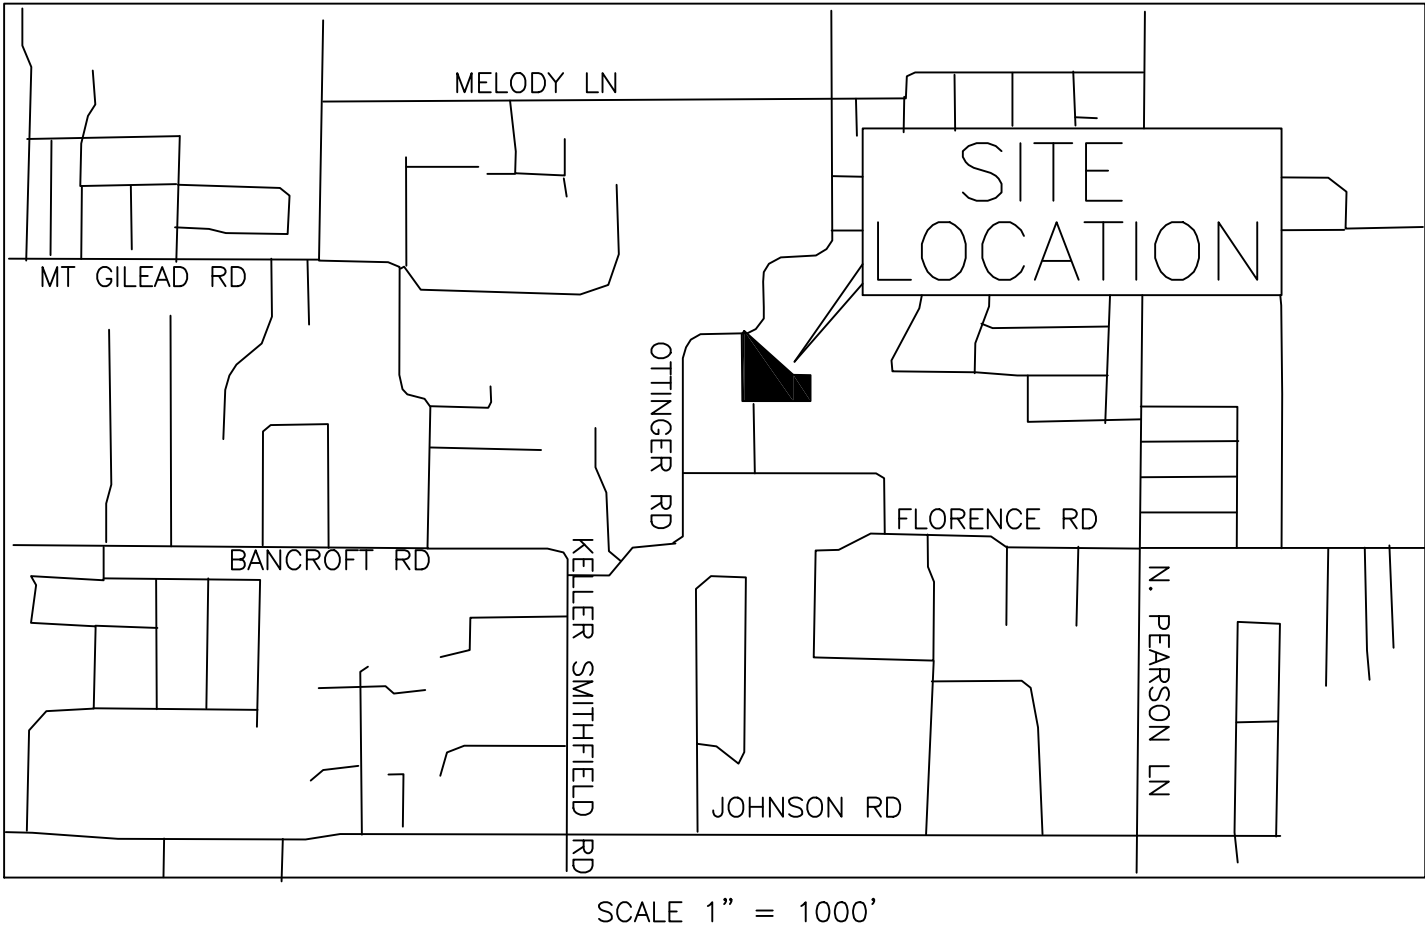 MELODY LN
SITE
LOCATION
MT GILEAD RD
OTTINGER RD
FLORENCE RD
BANCROFT RD
KELLER SMITHFIELD RD
N. PEARSON LN
JOHNSON RD
SCALE 1" = 1000'